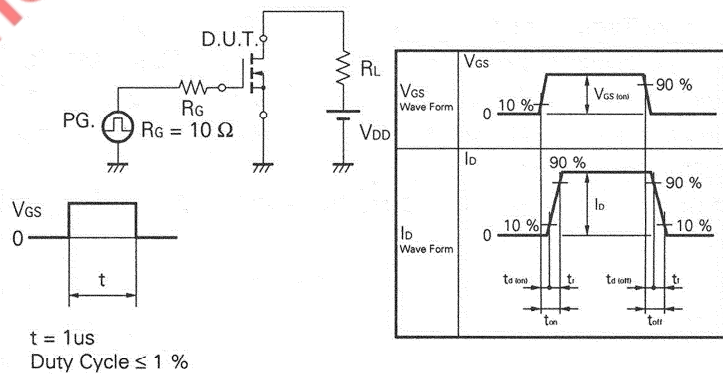 D.U.T.
RL
RG
PG.
RG = 10 Ω
VDD
VGS
0
t
t = 1us
Duty Cycle ≤ 1 %
VGS
Wave Form
VGS
90 %
10 %
VGS (on)
0
ID
Wave Form
ID
90 %
90 %
ID
10 %
10 %
0
td (on)
tr
td (off)
tf
ton
toff